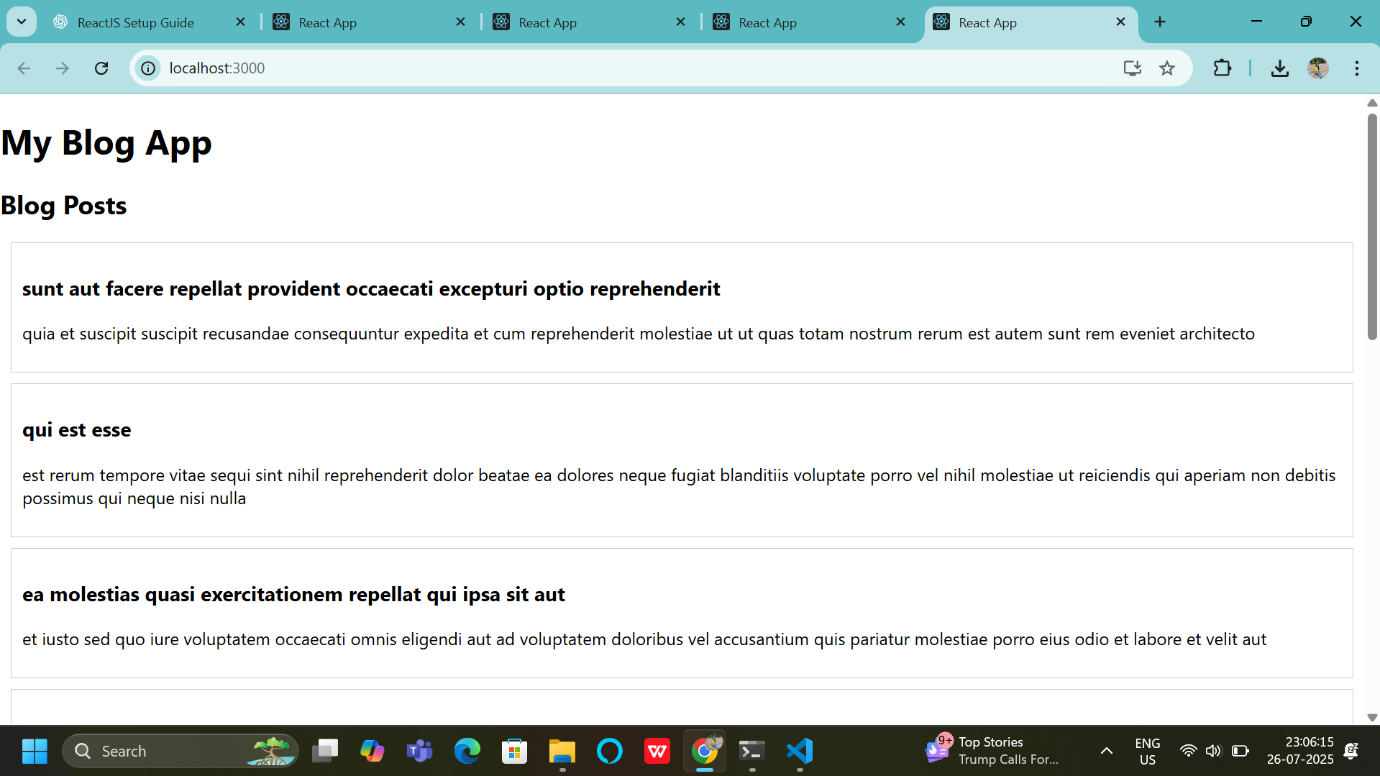 ReactJS Setup Guide
React App
React App
React App
React App
localhost:3000
My Blog App
Blog Posts
sunt aut facere repellat provident occaecati excepturi optio reprehenderit
quia et suscipit suscipit recusandae consequuntur expedita et cum reprehenderit molestiae ut ut quas totam nostrum rerum est autem sunt rem eveniet architecto
qui est esse
est rerum tempore vitae sequi sint nihil reprehenderit dolor beatae ea dolores neque fugiat blanditiis voluptate porro vel nihil molestiae ut reiciendis qui aperiam non debitis
possimus qui neque nisi nulla
ea molestias quasi exercitationem repellat qui ipsa sit aut
et iusto sed quo iure voluptatem occaecati omnis eligendi aut ad voluptatem doloribus vel accusantium quis pariatur molestiae porro eius odio et labore et velit aut
Search
W
9+
Top Stories
Trump Calls For...
ENG
US
23:06:15
26-07-2025